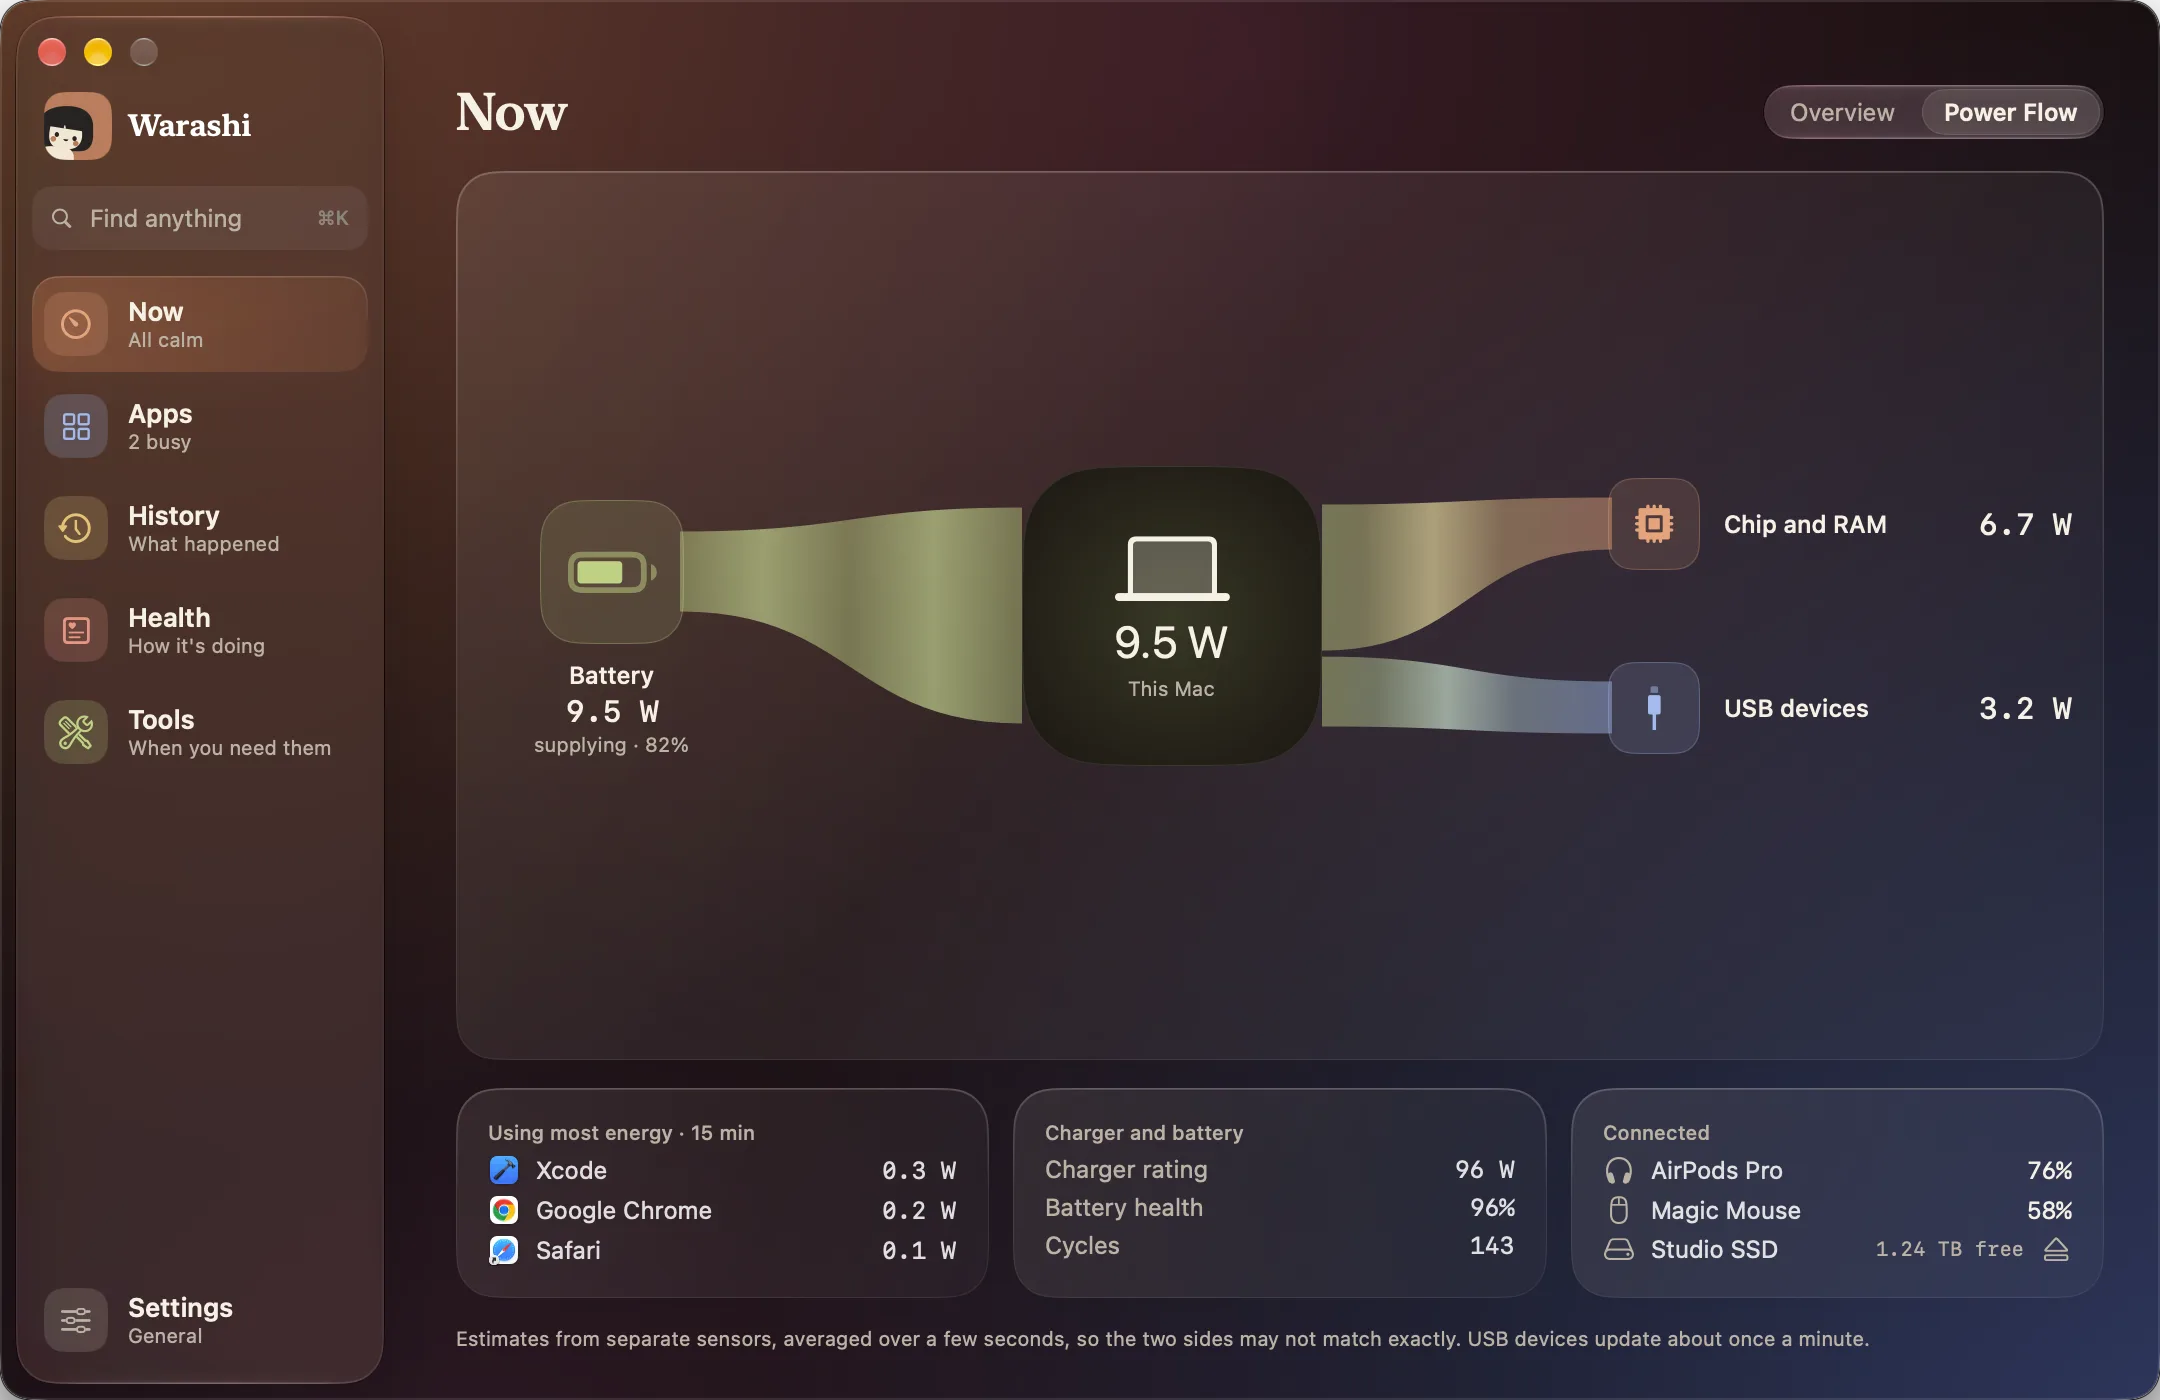 Warashi
Find anything ⌘K
Now
All calm
Apps
2 busy
History
What happened
Health
How it's doing
Tools
When you need them
Settings
General
Now
Overview Power Flow
Battery
9.5 W
supplying · 82%
9.5 W
This Mac
Chip and RAM 6.7 W
USB devices 3.2 W
Using most energy · 15 min
Xcode 0.3 W
Google Chrome 0.2 W
Safari 0.1 W
Charger and battery
Charger rating 96 W
Battery health 96%
Cycles 143
Connected
AirPods Pro 76%
Magic Mouse 58%
Studio SSD 1.24 TB free
Estimates from separate sensors, averaged over a few seconds, so the two sides may not match exactly. USB devices update about once a minute.